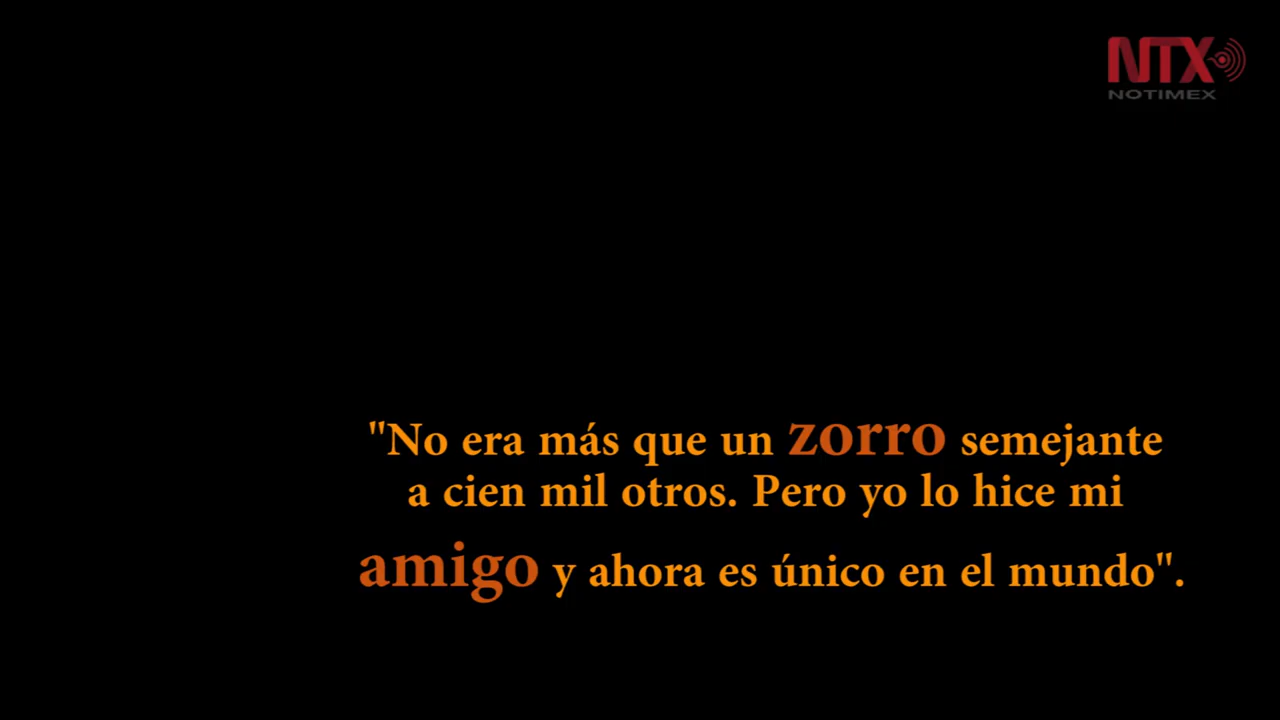 NTX
NOTIMEX
"No era más que un zorro semejante
a cien mil otros. Pero yo lo hice mi
amigo y ahora es único en el mundo".